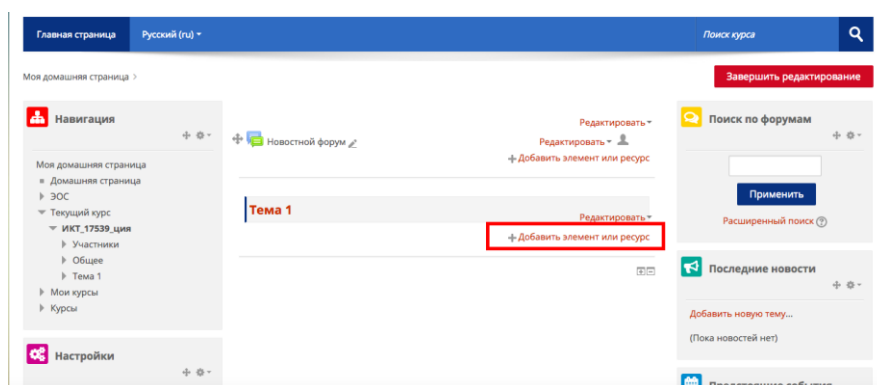 Главная страница
Русский (ru)
Поиск курса
Моя домашняя страница >
Завершить редактирование
Навигация
Моя домашняя страница
Домашняя страница
ЭОС
Текущий курс
ИКТ_17539_ция
Участники
Общее
Тема 1
Мои курсы
Курсы
Настройки
Редактировать
Новостной форум
Редактировать
Добавить элемент или ресурс
Тема 1
Редактировать
Добавить элемент или ресурс
Поиск по форумам
Применить
Расширенный поиск
Последние новости
Добавить новую тему...
(Пока новостей нет)
Предстоящие события